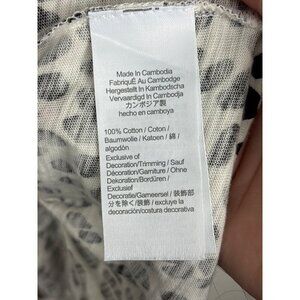 Made In Cambodia
FabriquÉ Au Cambodge
Hergestellt In Kambodscha
Vervaardigd In Cambodja
カンボジア製
hecho en camboya
100% Cotton / Coton /
Baumwolle / Katoen / 綿 /
algodón
Exclusive of
Decoration/Trimming / Sauf
Décoration/Garniture / Ohne
Dekoration/Bordüren /
Exclusief
Decoratie/Garneersel / 装飾部
分を除く/ excluye la
decoración/costura decorativa